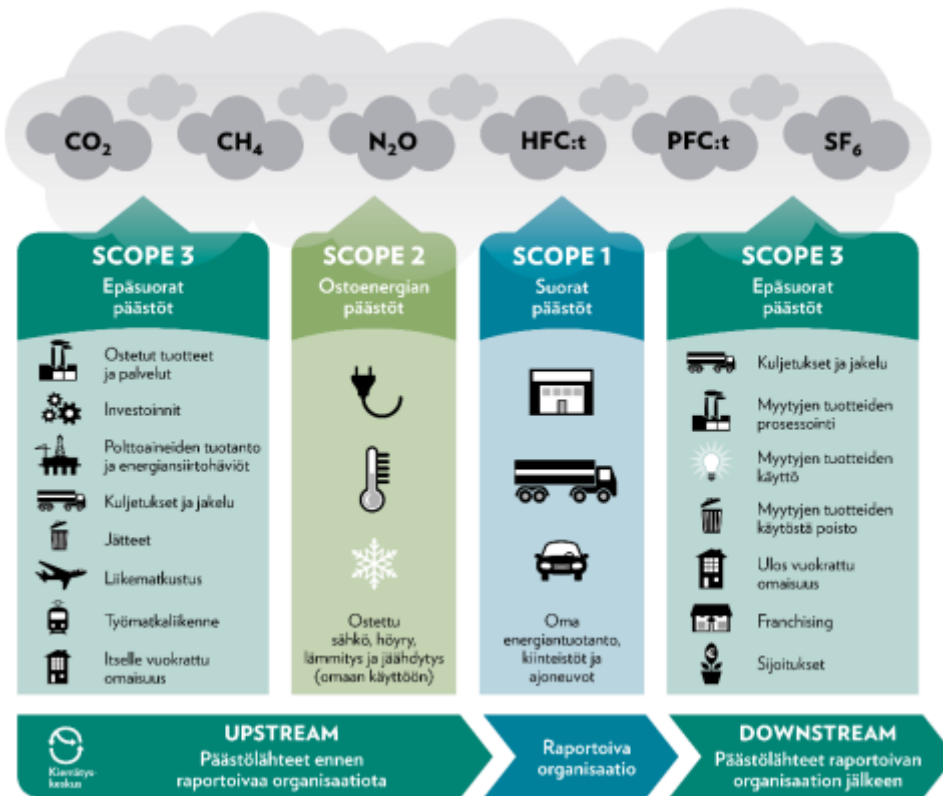 CO₂
CH₄
N₂O
HFC:t
PFC:t
SF₆
SCOPE 3
Epäsuorat
päästöt
Ostetut tuotteet
ja palvelut
Investoinnit
Polttoaineiden tuotanto
ja energiansiirtohäviöt
Kuljetukset ja jakelu
Jätteet
Liikematkustus
Työmatkaliikenne
Itselle vuokrattu
omaisuus
SCOPE 2
Ostoenergian
päästöt
Ostettu
sähkö, höyry,
lämmitys ja jäähdytys
(omaan käyttöön)
SCOPE 1
Suorat
päästöt
Oma
energiantuotanto,
kiinteistöt ja
ajoneuvot
SCOPE 3
Epäsuorat
päästöt
Kuljetukset ja jakelu
Myytyjen tuotteiden
prosessointi
Myytyjen tuotteiden
käyttö
Myytyjen tuotteiden
käytöstä poisto
Ulos vuokrattu
omaisuus
Franchising
Sijoitukset
Kierrätys-
keskus
UPSTREAM
Päästölähteet ennen
raportoivaa organisaatiota
Raportoiva
organisaatio
DOWNSTREAM
Päästölähteet raportoivan
organisaation jälkeen